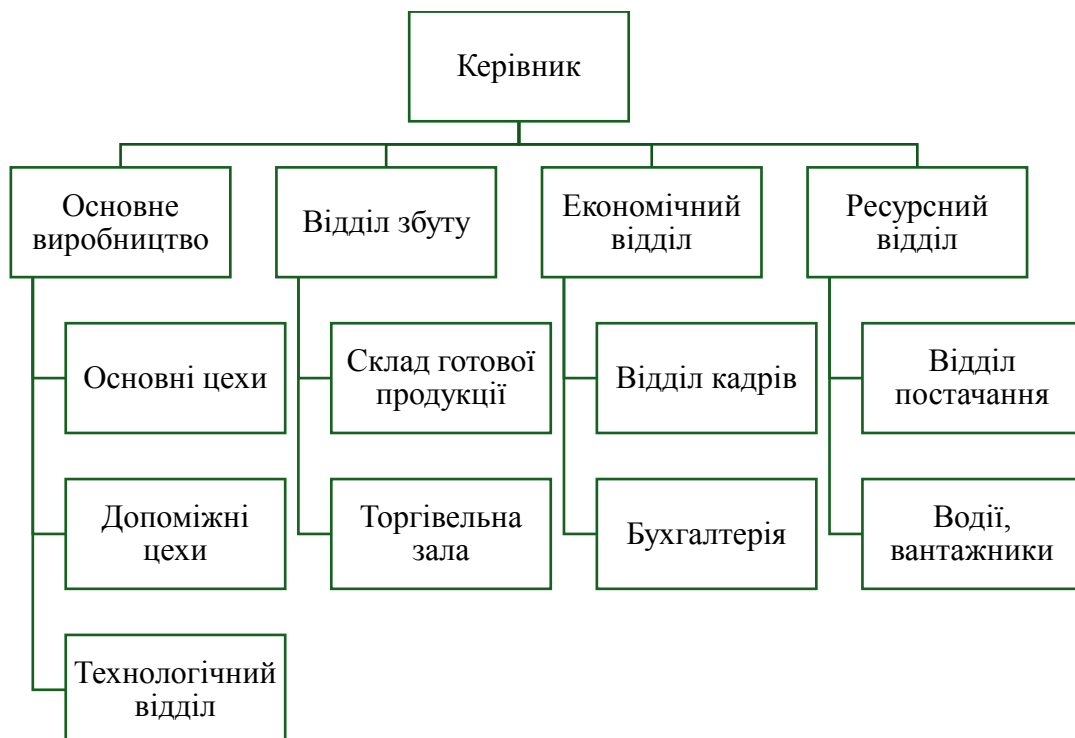 Керівник
Основне
виробництво
Відділ збуту
Економічний
відділ
Ресурсний
відділ
Основні цехи
Склад готової
продукції
Відділ кадрів
Відділ
постачання
Допоміжні
цехи
Торгівельна
зала
Бухгалтерія
Водії,
вантажники
Технологічний
відділ